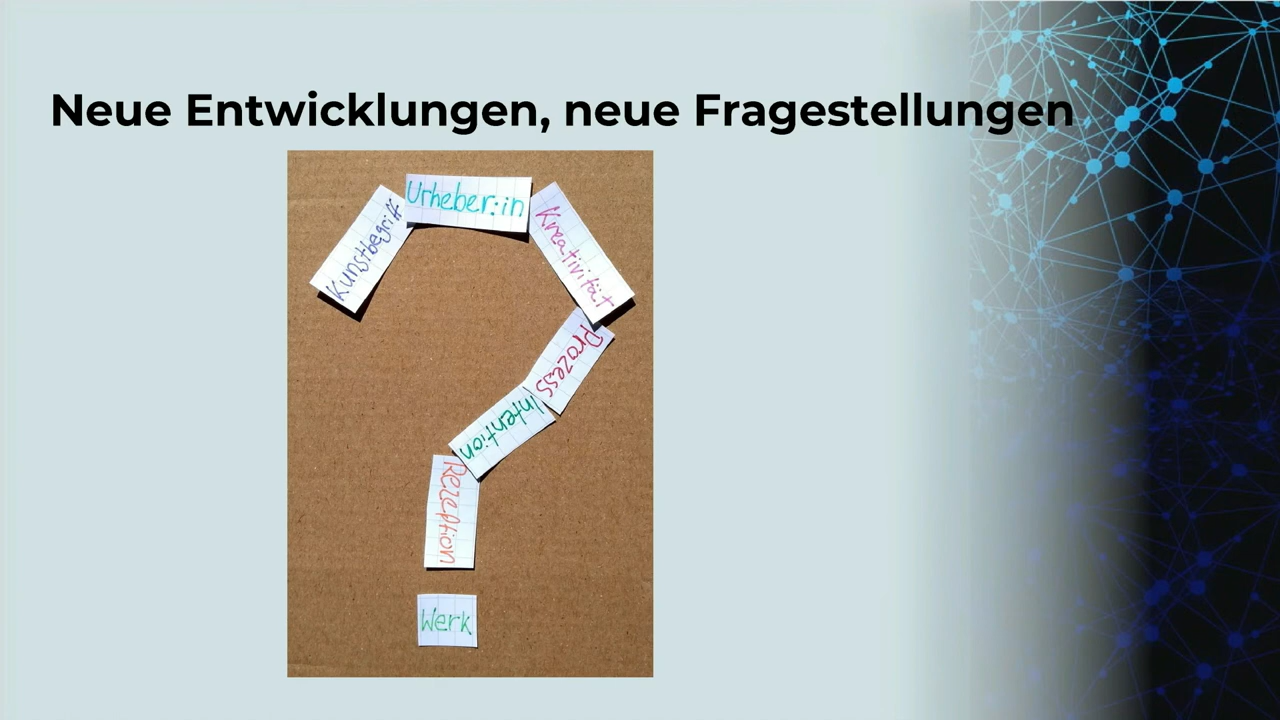 Neue Entwicklungen, neue Fragestellungen
Kunstbegriff
Urheber:in
Kreativität
Prozess
Intention
Rezeption
Werk